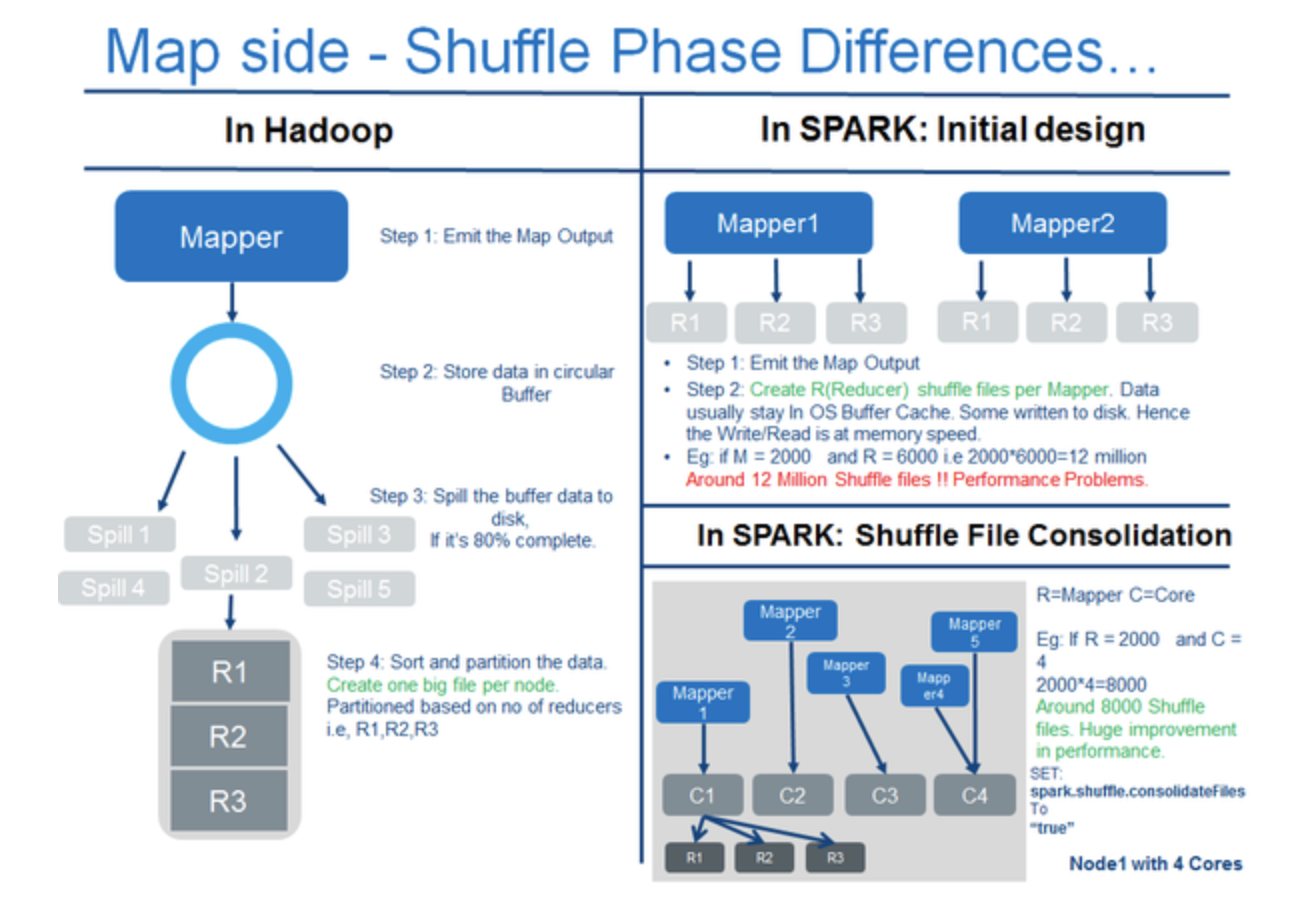 Map side - Shuffle Phase Differences...
In Hadoop
Mapper
Step 1: Emit the Map Output
Step 2: Store data in circular
Buffer
Step 3: Spill the buffer data to
disk,
If it's 80% complete.
Spill 1
Spill 3
Spill 2
Spill 4
Spill 5
R1
R2
R3
Step 4: Sort and partition the data.
Create one big file per node.
Partitioned based on no of reducers
i.e, R1,R2,R3
In SPARK: Initial design
Mapper1
Mapper2
R1
R2
R3
R1
R2
R3
• Step 1: Emit the Map Output
• Step 2: Create R(Reducer) shuffle files per Mapper. Data
usually stay In OS Buffer Cache. Some written to disk. Hence
the Write/Read is at memory speed.
• Eg: if M = 2000 and R = 6000 i.e 2000*6000=12 million
Around 12 Million Shuffle files !! Performance Problems.
In SPARK: Shuffle File Consolidation
Mapper
1
Mapper
2
Mapper
3
Mapp
er4
Mapper
5
C1
C2
C3
C4
R1
R2
R3
R=Mapper C=Core
Eg: If R = 2000 and C =
4
2000*4=8000
Around 8000 Shuffle
files. Huge improvement
in performance.
SET:
spark.shuffle.consolidateFiles
To
“true”
Node1 with 4 Cores